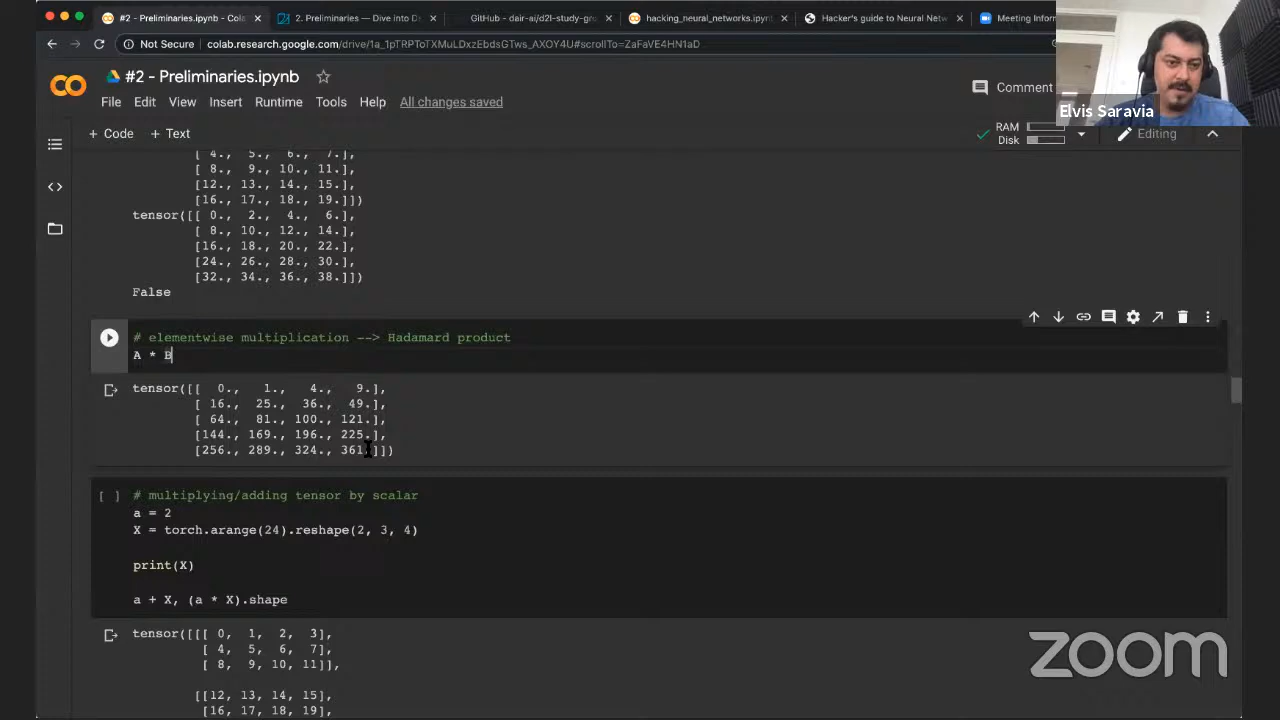 #2 - Preliminaries.ipynb - Cola
2. Preliminaries — Dive into De
GitHub - dair-ai/d2l-study-gro
hacking_neural_networks.ipynt
Hacker's guide to Neural Netw
Meeting Inform
Not Secure | colab.research.google.com/drive/1a_1pTRPToTXMuLDxzEbdsGTws_AXOY4U#scrollTo=ZaFaVE4HN1aD
#2 - Preliminaries.ipynb
File Edit View Insert Runtime Tools Help All changes saved
Comment
Elvis Saravia
+ Code + Text
RAM
Disk
Editing
[ 4., 5., 6., 7.],
[ 8., 9., 10., 11.],
[12., 13., 14., 15.],
[16., 17., 18., 19.]])
tensor([[ 0., 2., 4., 6.],
[ 8., 10., 12., 14.],
[16., 18., 20., 22.],
[24., 26., 28., 30.],
[32., 34., 36., 38.]])
False
# elementwise multiplication --> Hadamard product
A * B
tensor([[ 0., 1., 4., 9.],
[ 16., 25., 36., 49.],
[ 64., 81., 100., 121.],
[144., 169., 196., 225.],
[256., 289., 324., 361.]])
[ ] # multiplying/adding tensor by scalar
a = 2
X = torch.arange(24).reshape(2, 3, 4)
print(X)
a + X, (a * X).shape
tensor([[[ 0, 1, 2, 3],
[ 4, 5, 6, 7],
[ 8, 9, 10, 11]],
[[12, 13, 14, 15],
[16, 17, 18, 19],
zoom